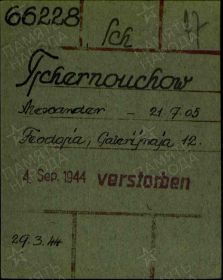 66228
Sch
17
Tschernouchow
Alexander - 21.7.05
Feodosia, Galerijnaja 12.
4. Sep. 1944 verstorben
29.3.44